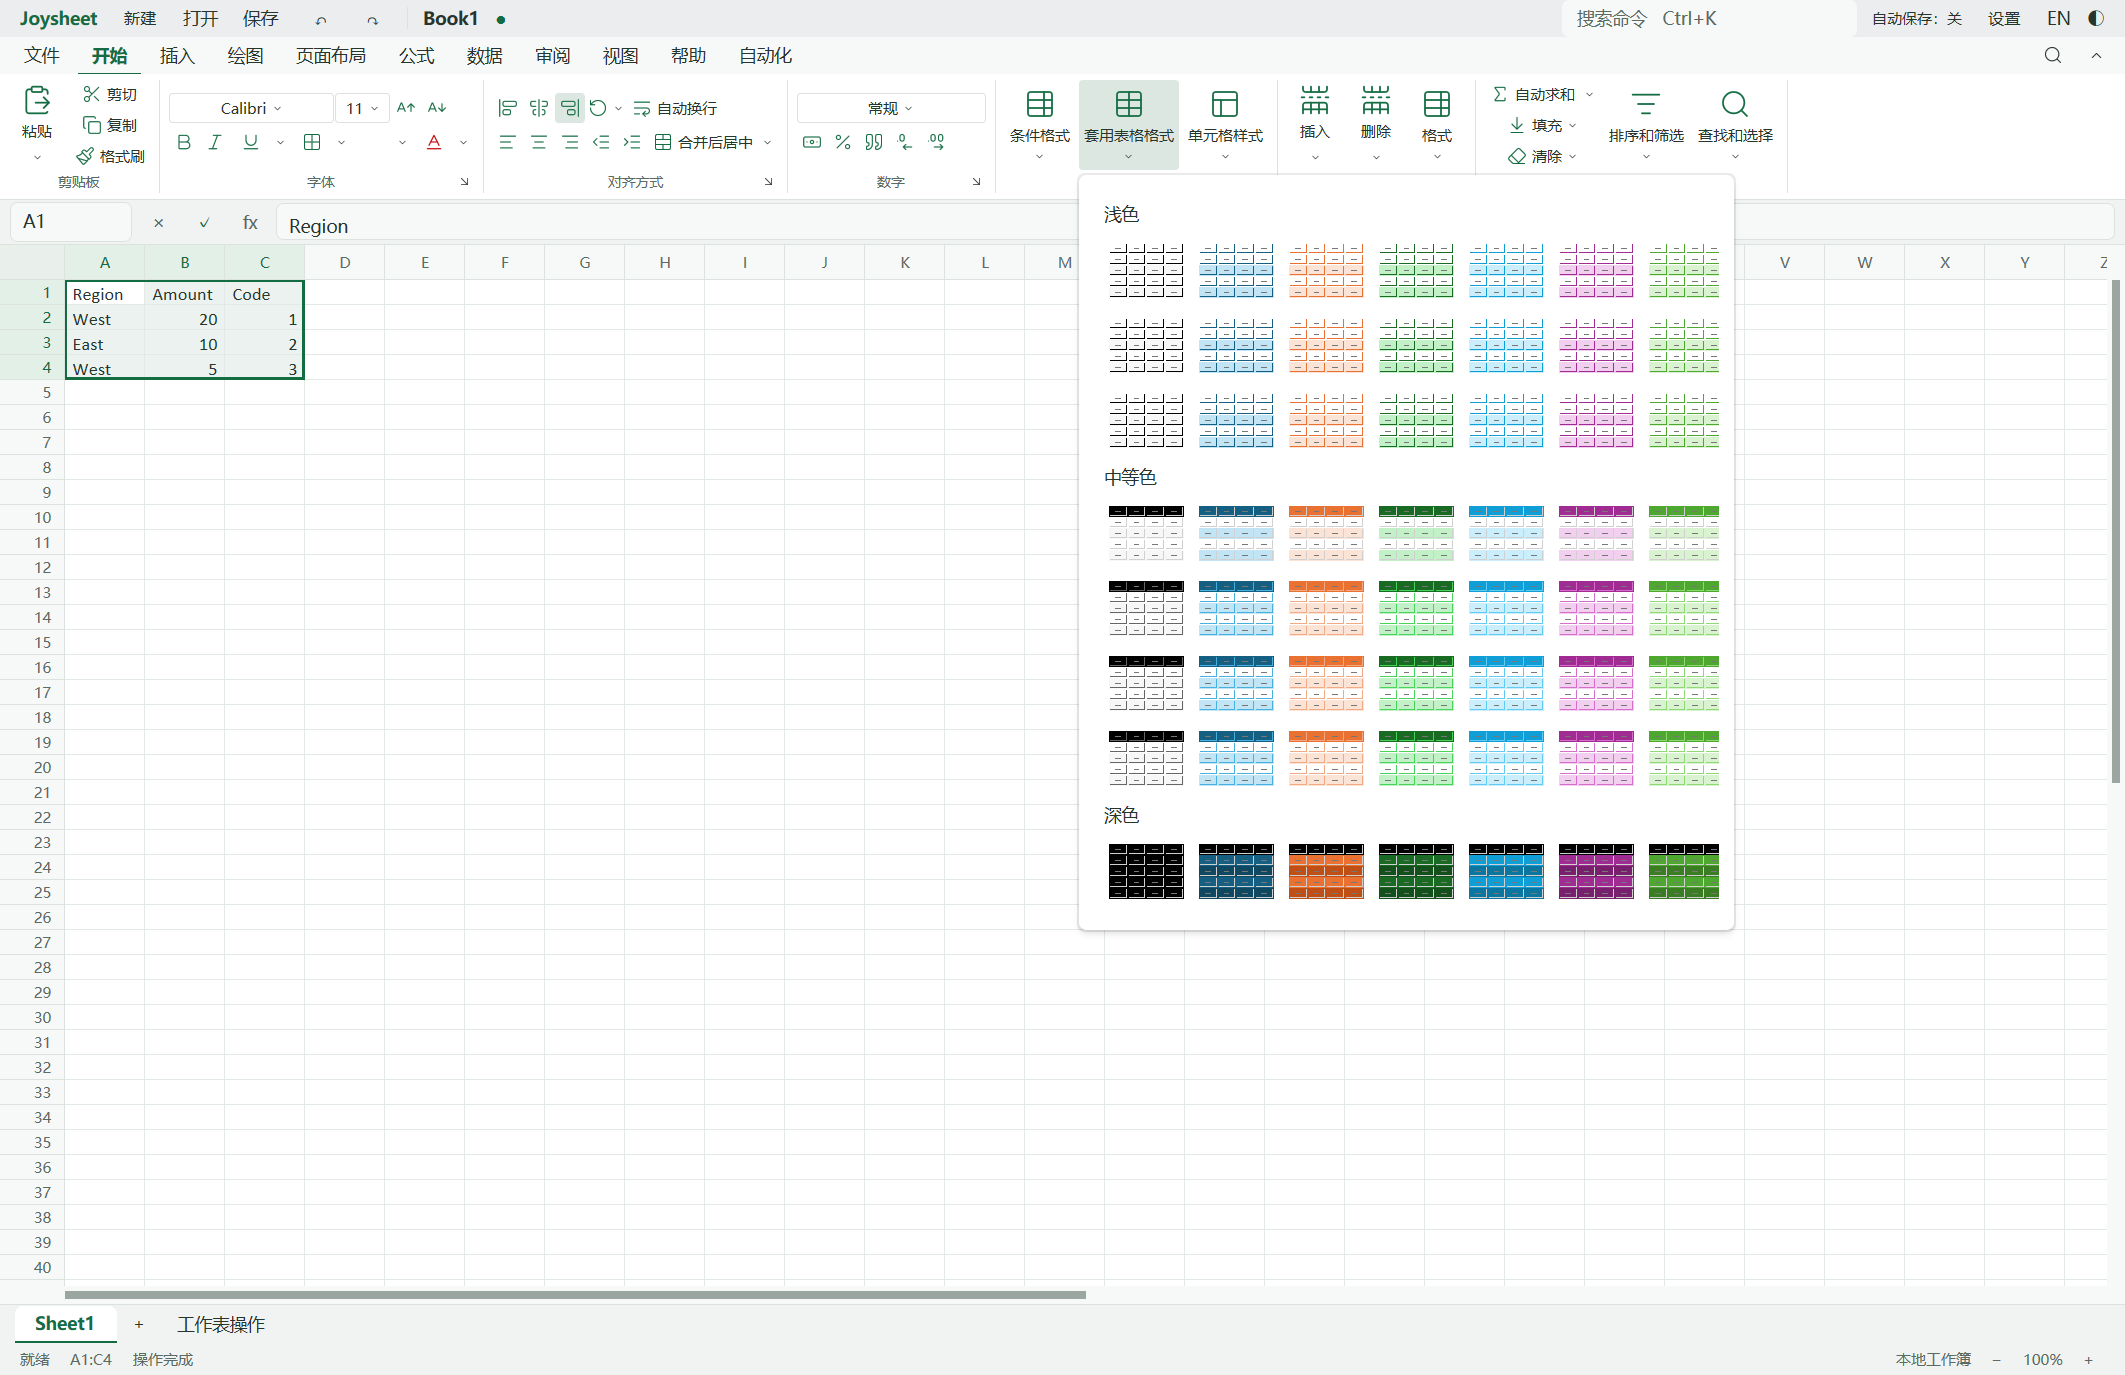 Joysheet 新建 打开 保存 Book1 搜索命令 Ctrl+K 自动保存: 关 设置 EN
文件 开始 插入 绘图 页面布局 公式 数据 审阅 视图 帮助 自动化
粘贴 剪切 复制 格式刷 剪贴板
Calibri 11 B I U A 字体
自动换行 合并后居中 对齐方式
常规 % 数字
条件格式 套用表格格式 单元格样式
插入 删除 格式
自动求和 填充 清除 排序和筛选 查找和选择
A1 × ✓ fx Region
浅色
中等色
深色
A B C D E F G H I J K L M V W X Y Z
1 Region Amount Code
2 West 20 1
3 East 10 2
4 West 5 3
5
6
7
8
9
10
11
12
13
14
15
16
17
18
19
20
21
22
23
24
25
26
27
28
29
30
31
32
33
34
35
36
37
38
39
40
Sheet1 + 工作表操作
就绪 A1:C4 操作完成 本地工作簿 − 100% +